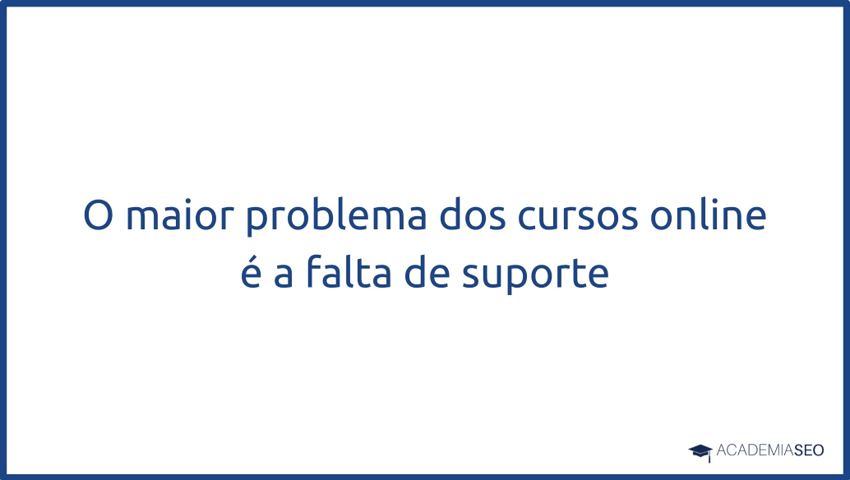 O maior problema dos cursos online
é a falta de suporte
ACADEMIASEO